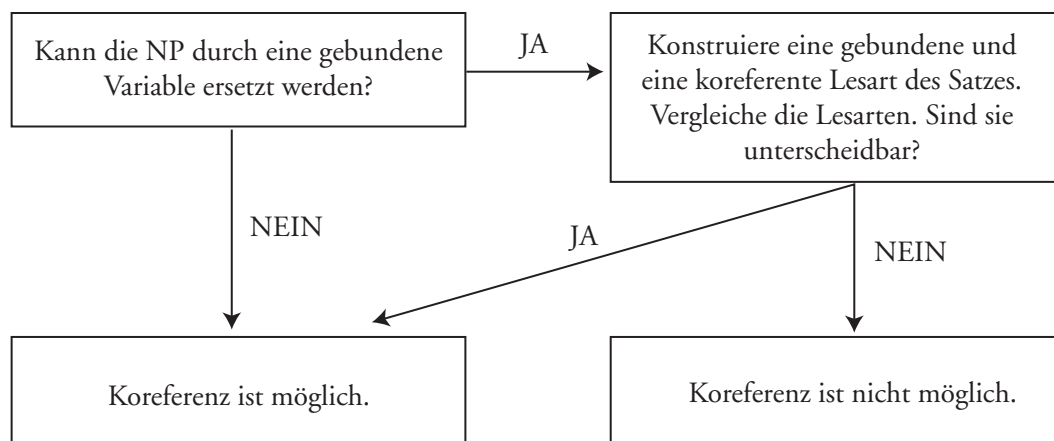 Kann die NP durch eine gebundene
Variable ersetzt werden?
JA
Konstruiere eine gebundene und
eine koreferente Lesart des Satzes.
Vergleiche die Lesarten. Sind sie
unterscheidbar?
NEIN
JA
NEIN
Koreferenz ist möglich.
Koreferenz ist nicht möglich.